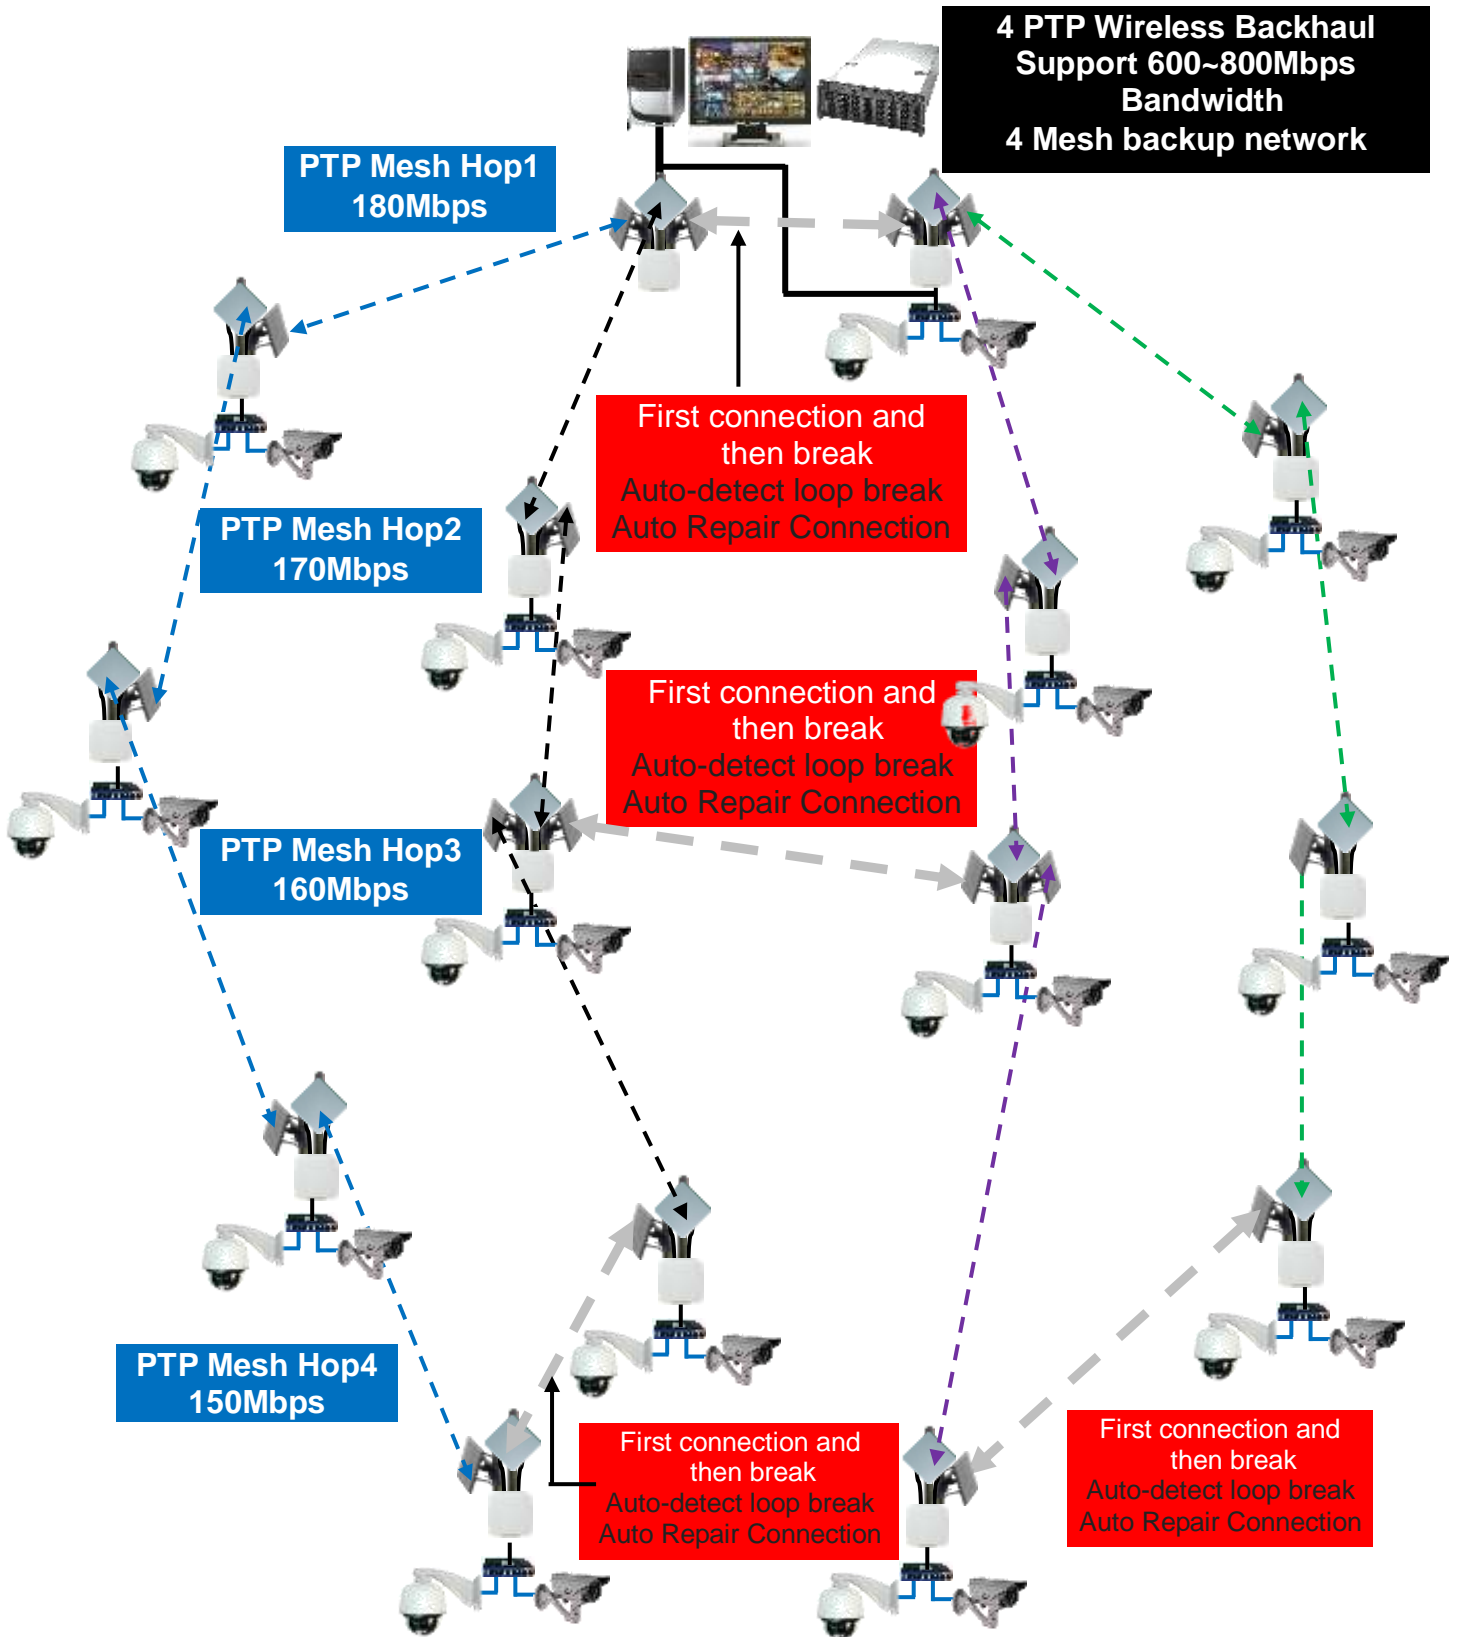 4 PTP Wireless Backhaul
Support 600~800Mbps
Bandwidth
4 Mesh backup network
PTP Mesh Hop1
180Mbps
First connection and
then break
Auto-detect loop break
Auto Repair Connection
PTP Mesh Hop2
170Mbps
First connection and
then break
Auto-detect loop break
Auto Repair Connection
PTP Mesh Hop3
160Mbps
PTP Mesh Hop4
150Mbps
First connection and
then break
Auto-detect loop break
Auto Repair Connection
First connection and
then break
Auto-detect loop break
Auto Repair Connection